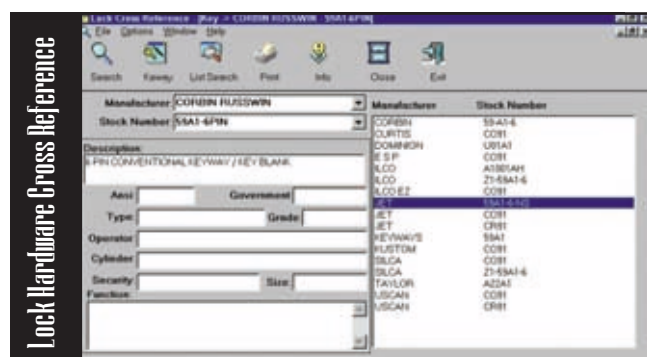 Lock Hardware Cross Reference
Lock Cross Reference [Key -> CORBIN RUSSWIN 59A1-6PIN]
File Options Window Help
Search Keyway List Search Print Info Close Exit
Manufacturer CORBIN RUSSWIN
Stock Number 59A1-6PIN
Description:
6 PIN CONVENTIONAL KEYWAY / KEY BLANK
Ansi Government
Type Grade
Operator
Cylinder
Security Size
Function:
Manufacturer Stock Number
CORBIN 59-A1-6
CURTIS CO91
DOMINION U81A1
E S P CO91
ILCO A1001AH
ILCO Z1-59A1-6
ILCO EZ CO91
JET 59A1-6-NS
JET CO91
JET CR91
KEYWAYS 59A1
KUSTOM CO91
SILCA CO91
SILCA Z1-59A1-6
TAYLOR A22A1
USCAN CO91
USCAN CR91